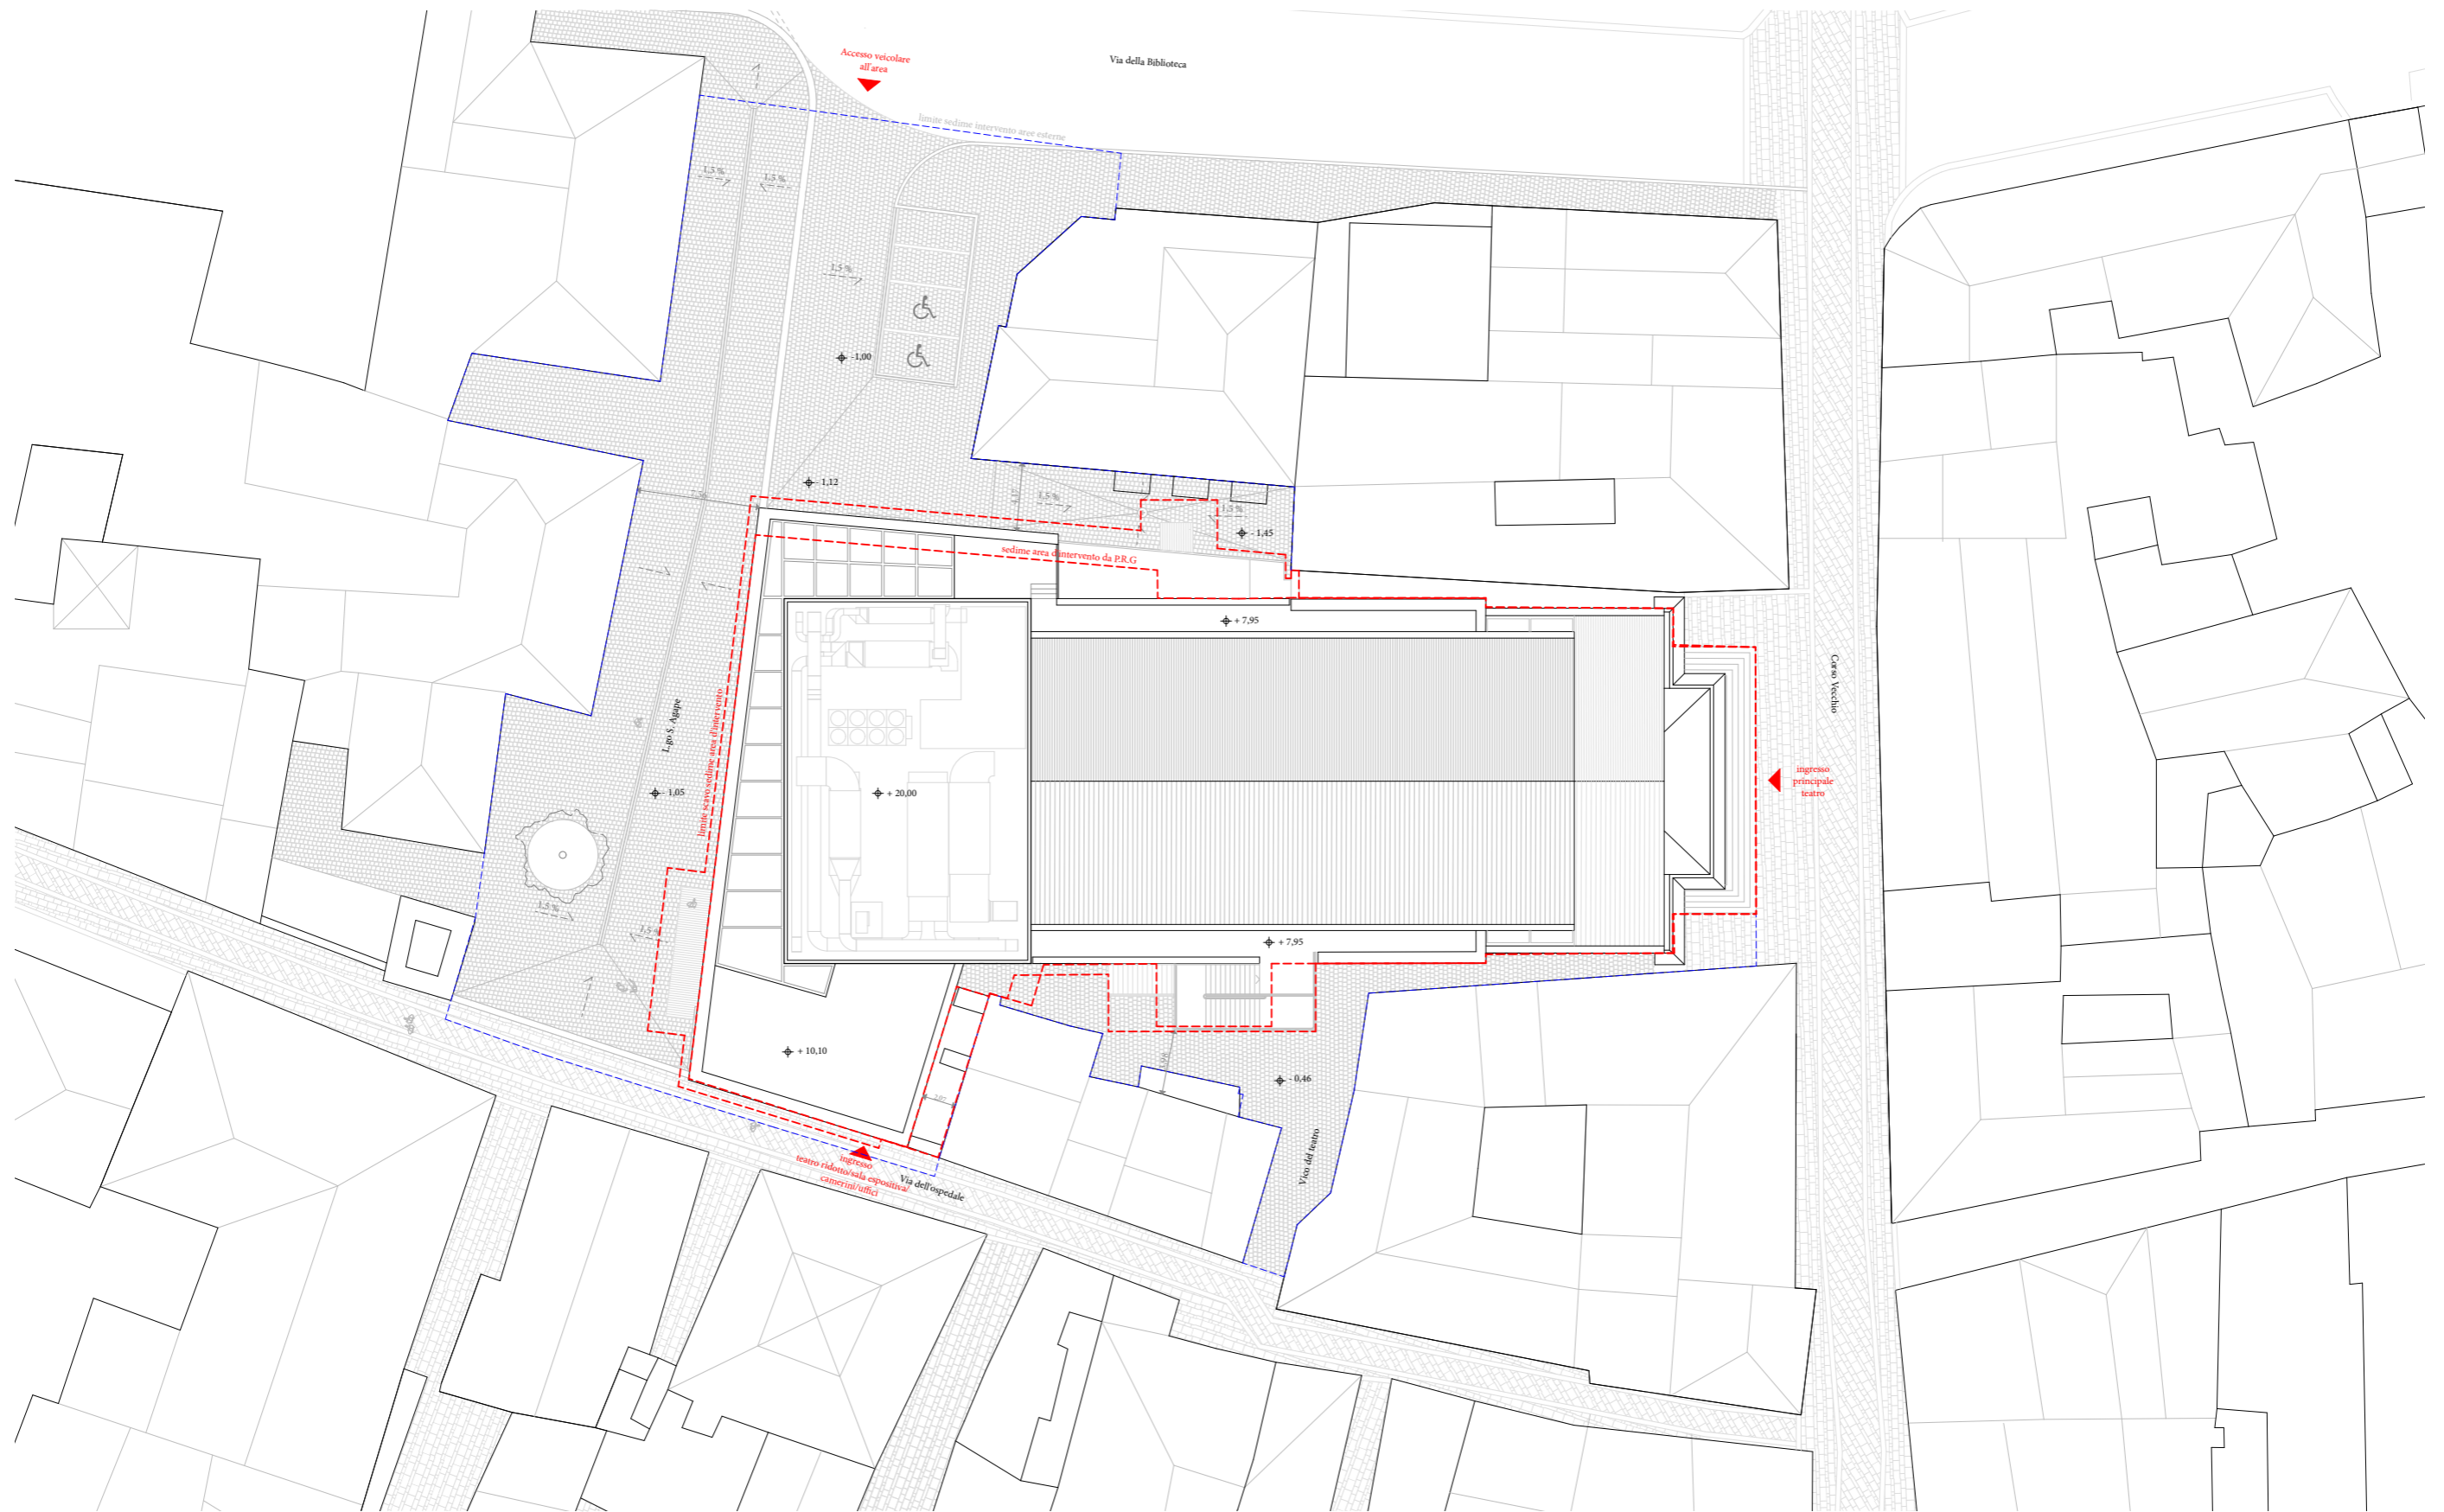 Accesso veicolare
all'area
Via della Biblioteca
limite sedime intervento aree esterne
1,5 %
1,5 %
1,5 %
-1,00
- 1,12
1,5 %
1,5 %
- 1,45
sedime area d'intervento da P.R.G
+ 7,95
Corso Vecchio
L.go S. Agape
limite scavo sedime area d'intervento
ingresso
principale
teatro
- 1,05
+ 20,00
1,5 %
1,5 %
+ 7,95
+ 10,10
- 0,46
Vico del teatro
ingresso
teatro ridotto/sala espositiva/
camerini/uffici
Via dell'ospedale